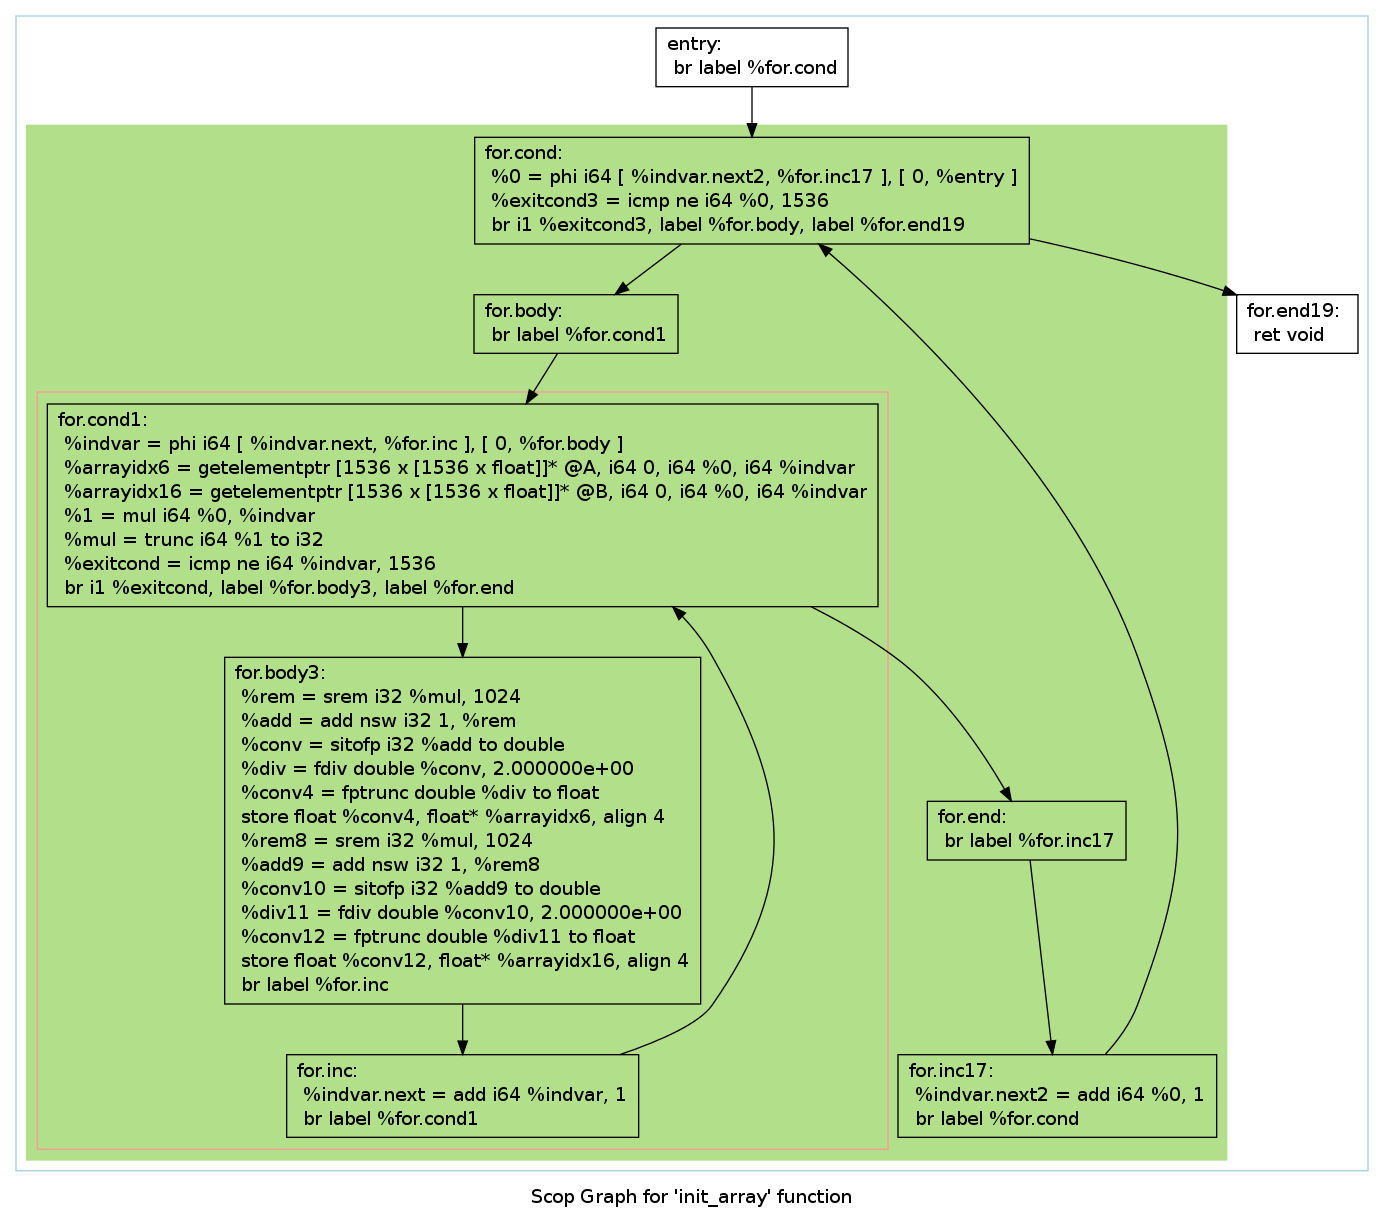 entry:
br label %for.cond
for.cond:
%0 = phi i64 [ %indvar.next2, %for.inc17 ], [ 0, %entry ]
%exitcond3 = icmp ne i64 %0, 1536
br i1 %exitcond3, label %for.body, label %for.end19
for.body:
br label %for.cond1
for.end19:
ret void
for.cond1:
%indvar = phi i64 [ %indvar.next, %for.inc ], [ 0, %for.body ]
%arrayidx6 = getelementptr [1536 x [1536 x float]]* @A, i64 0, i64 %0, i64 %indvar
%arrayidx16 = getelementptr [1536 x [1536 x float]]* @B, i64 0, i64 %0, i64 %indvar
%1 = mul i64 %0, %indvar
%mul = trunc i64 %1 to i32
%exitcond = icmp ne i64 %indvar, 1536
br i1 %exitcond, label %for.body3, label %for.end
for.body3:
%rem = srem i32 %mul, 1024
%add = add nsw i32 1, %rem
%conv = sitofp i32 %add to double
%div = fdiv double %conv, 2.000000e+00
%conv4 = fptrunc double %div to float
store float %conv4, float* %arrayidx6, align 4
%rem8 = srem i32 %mul, 1024
%add9 = add nsw i32 1, %rem8
%conv10 = sitofp i32 %add9 to double
%div11 = fdiv double %conv10, 2.000000e+00
%conv12 = fptrunc double %div11 to float
store float %conv12, float* %arrayidx16, align 4
br label %for.inc
for.end:
br label %for.inc17
for.inc:
%indvar.next = add i64 %indvar, 1
br label %for.cond1
for.inc17:
%indvar.next2 = add i64 %0, 1
br label %for.cond
Scop Graph for 'init_array' function